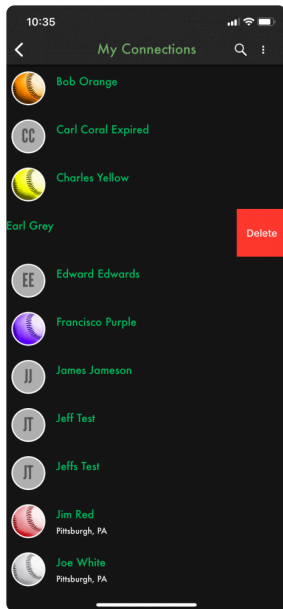 10:35
My Connections
Bob Orange
CC
Carl Coral Expired
Charles Yellow
Earl Grey
Delete
EE
Edward Edwards
Francisco Purple
JJ
James Jameson
JT
Jeff Test
JT
Jeffs Test
Jim Red
Pittsburgh, PA
Joe White
Pittsburgh, PA